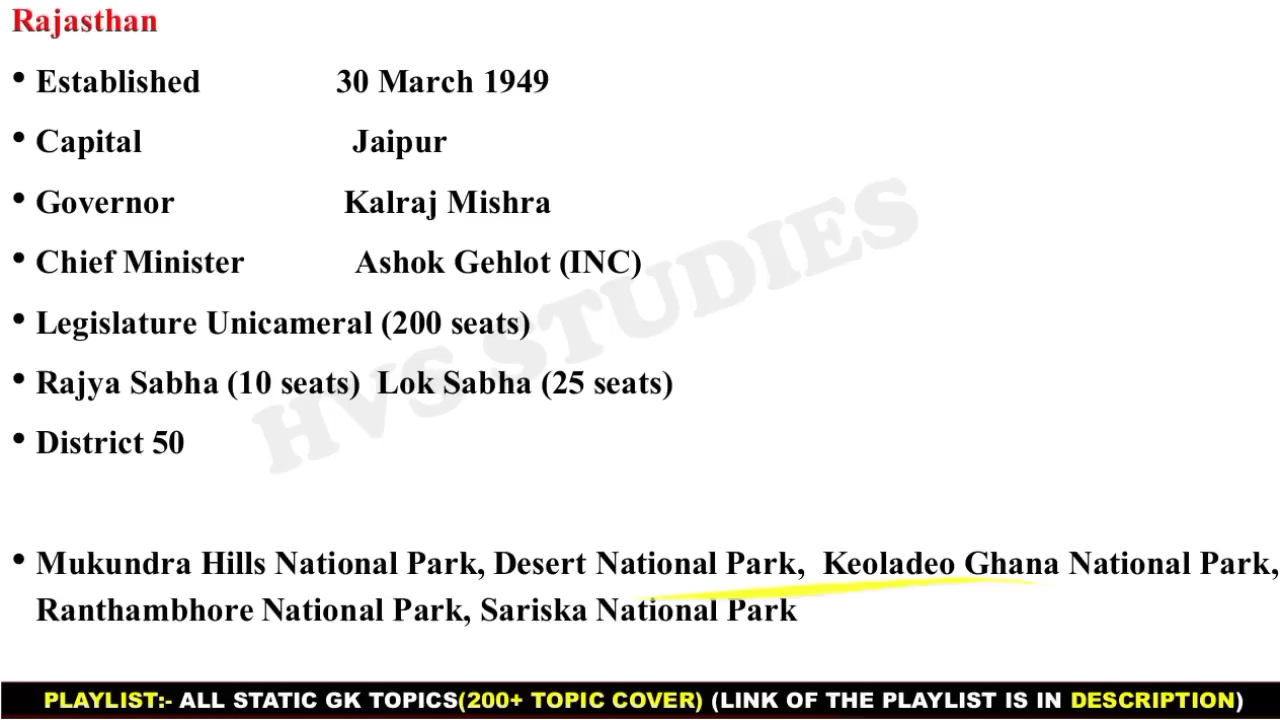 Rajasthan
• Established 30 March 1949
• Capital Jaipur
• Governor Kalraj Mishra
• Chief Minister Ashok Gehlot (INC)
• Legislature Unicameral (200 seats)
• Rajya Sabha (10 seats) Lok Sabha (25 seats)
• District 50
• Mukundra Hills National Park, Desert National Park, Keoladeo Ghana National Park,
Ranthambhore National Park, Sariska National Park
HVS STUDIES
PLAYLIST:- ALL STATIC GK TOPICS(200+ TOPIC COVER) (LINK OF THE PLAYLIST IS IN DESCRIPTION)